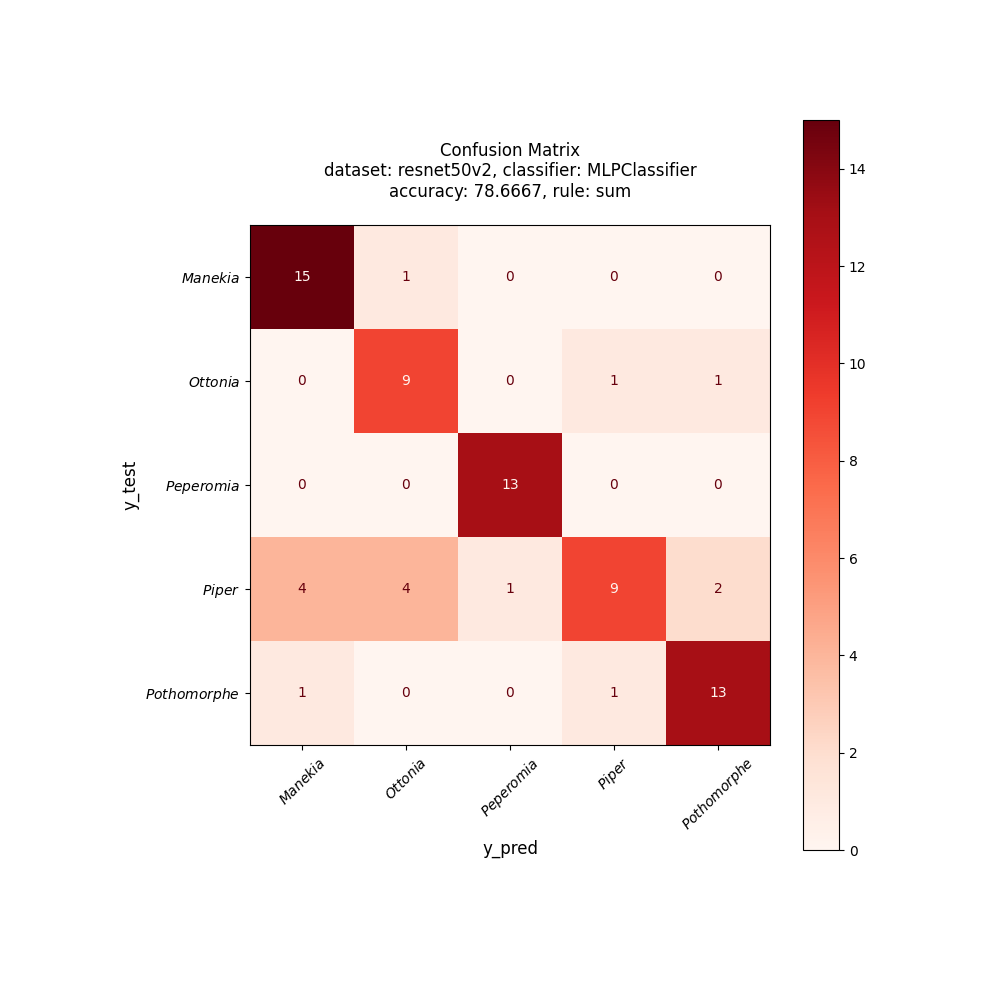 Confusion Matrix
dataset: resnet50v2, classifier: MLPClassifier
accuracy: 78.6667, rule: sum
y_test
Manekia 15 1 0 0 0
Ottonia 0 9 0 1 1
Peperomia 0 0 13 0 0
Piper 4 4 1 9 2
Pothomorphe 1 0 0 1 13
Manekia Ottonia Peperomia Piper Pothomorphe
y_pred
14
12
10
8
6
4
2
0